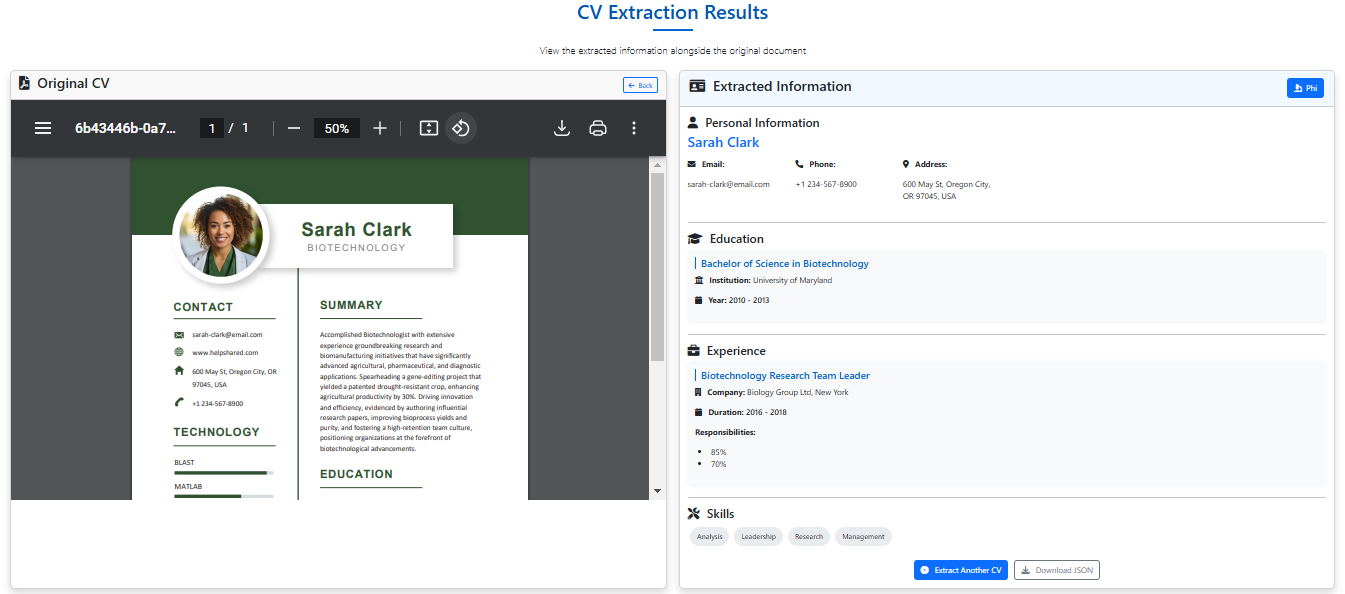 CV Extraction Results
View the extracted information alongside the original document
Original CV
Back
6b43446b-0a7...
1 / 1
50%
Sarah Clark
BIOTECHNOLOGY
CONTACT
sarah-clark@email.com
www.helpshared.com
600 May St, Oregon City, OR
97045, USA
+1 234-567-8900
TECHNOLOGY
BLAST
MATLAB
SUMMARY
Accomplished Biotechnologist with extensive
experience groundbreaking research and
biomanufacturing initiatives that have significantly
advanced agricultural, pharmaceutical, and diagnostic
applications. Spearheading a gene-editing project that
yielded a patented drought-resistant crop, enhancing
agricultural productivity by 30%. Driving innovation
and efficiency, evidenced by authoring influential
research papers, improving bioprocess yields and
purity, and fostering a high-retention team culture,
positioning organizations at the forefront of
biotechnological advancements.
EDUCATION
Extracted Information
Phi
Personal Information
Sarah Clark
Email:
sarah-clark@email.com
Phone:
+1 234-567-8900
Address:
600 May St, Oregon City,
OR 97045, USA
Education
Bachelor of Science in Biotechnology
Institution: University of Maryland
Year: 2010 - 2013
Experience
Biotechnology Research Team Leader
Company: Biology Group Ltd, New York
Duration: 2016 - 2018
Responsibilities:
85%
70%
Skills
Analysis Leadership Research Management
Extract Another CV Download JSON